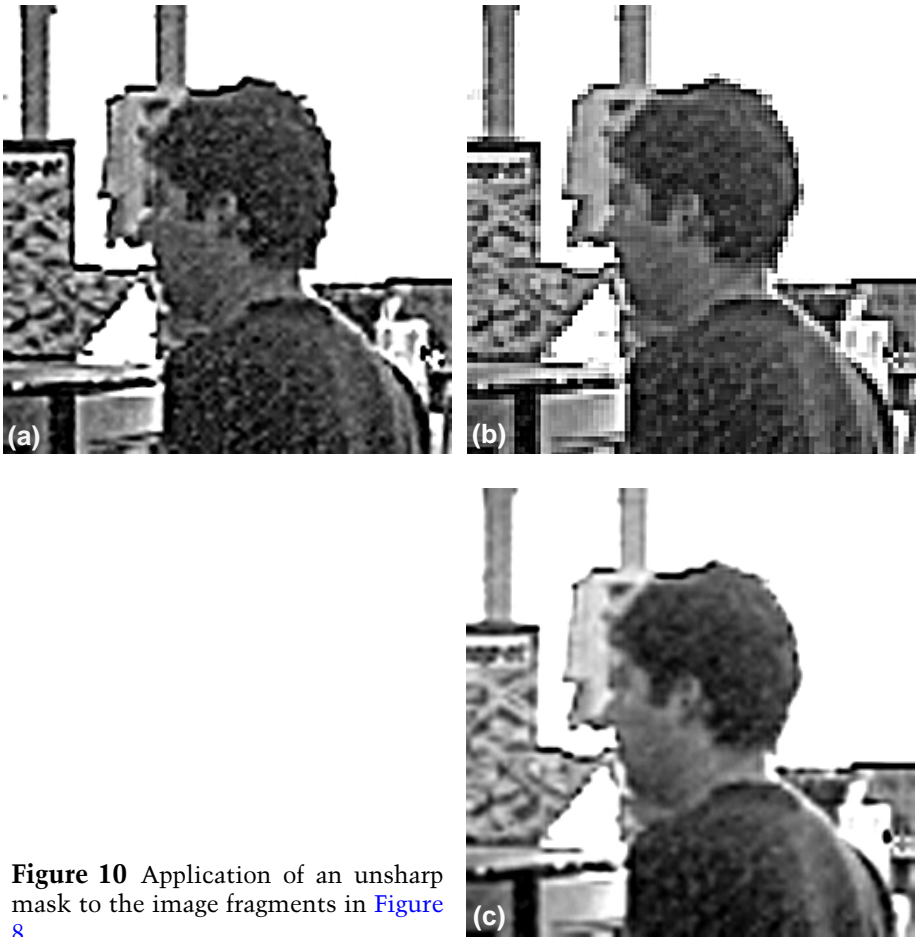 (a)
(b)
Figure 10 Application of an unsharp
mask to the image fragments in Figure
8
(c)